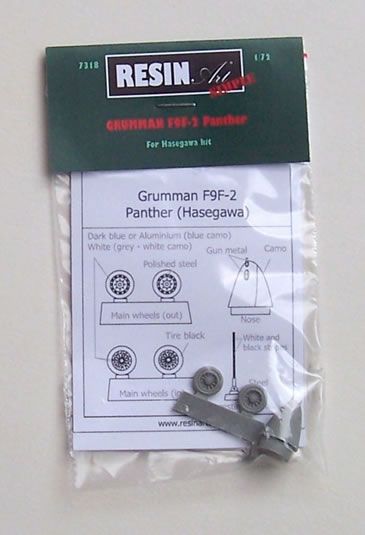 7218
RESIN Art
1:72
SIMPLE
GRUMMAN F9F-2 Panther
For Hasegawa kit
Grumman F9F-2
Panther (Hasegawa)
Dark blue or Aluminium (blue camo)
White (grey - white camo)
Gun metal
Camo
Polished steel
Main wheels (out)
Nose
Tire black
White and
black stripes
Main wheels (in)
Steel
www.resina